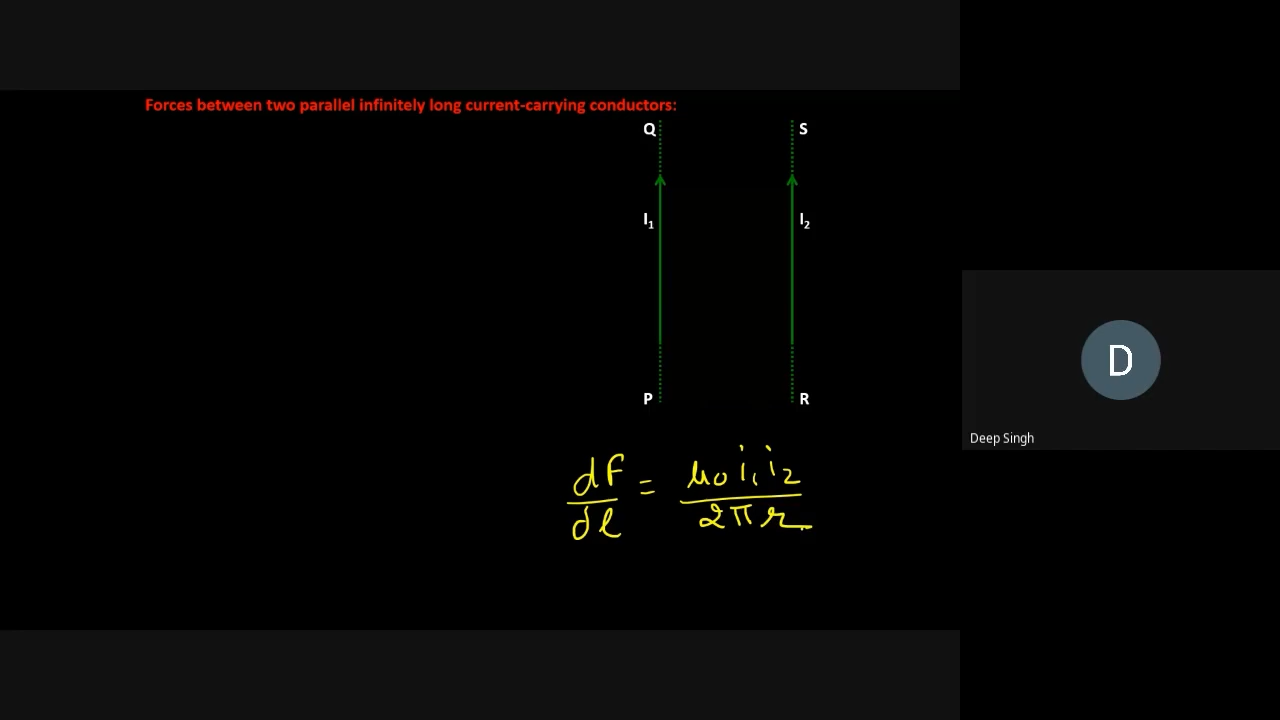 Forces between two parallel infinitely long current-carrying conductors:
Q S
I₁ I₂
P R
D
Deep Singh
dF/dl = μ₀ i₁ i₂ / 2πr